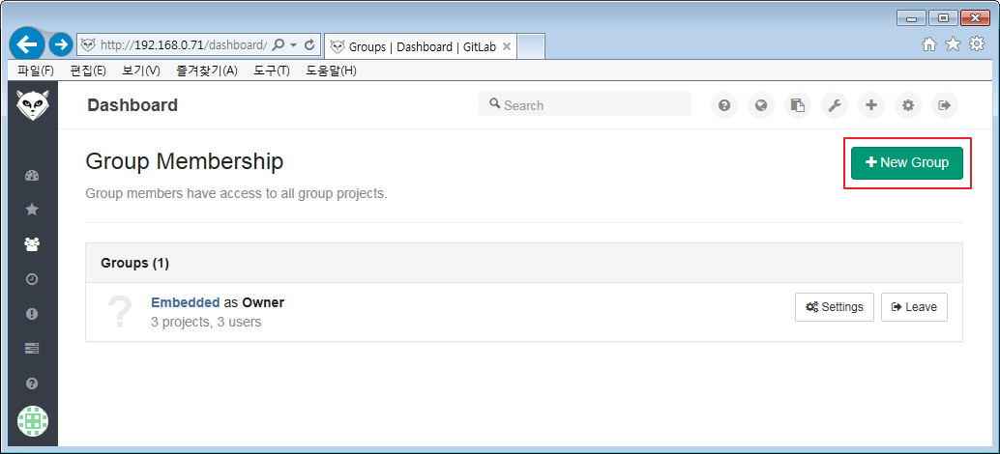 http://192.168.0.71/dashboard/
Groups | Dashboard | GitLab
파일(F) 편집(E) 보기(V) 즐겨찾기(A) 도구(T) 도움말(H)
Dashboard
Search
Group Membership
New Group
Group members have access to all group projects.
Groups (1)
Embedded as Owner
3 projects, 3 users
Settings
Leave